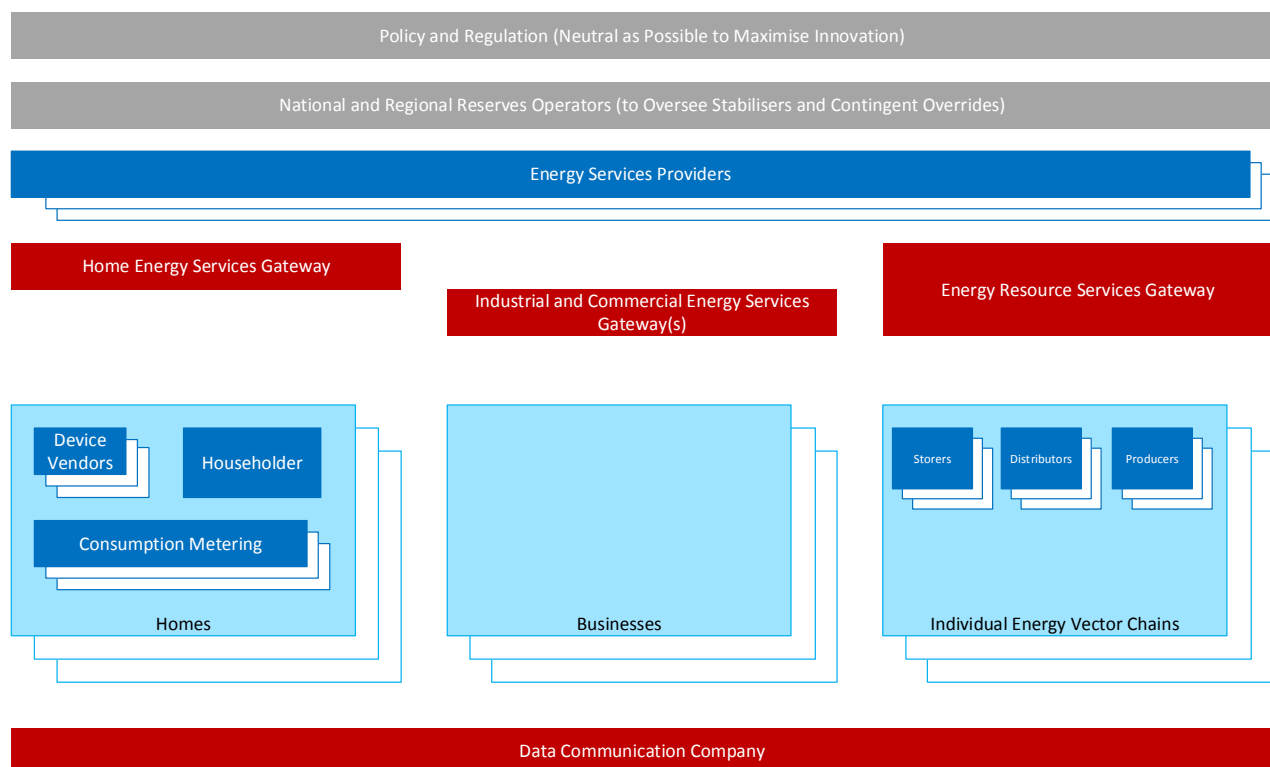 Policy and Regulation (Neutral as Possible to Maximise Innovation)
National and Regional Reserves Operators (to Oversee Stabilisers and Contingent Overrides)
Energy Services Providers
Home Energy Services Gateway
Industrial and Commercial Energy Services
Gateway(s)
Energy Resource Services Gateway
Device
Vendors
Householder
Consumption Metering
Homes
Businesses
Storers
Distributors
Producers
Individual Energy Vector Chains
Data Communication Company